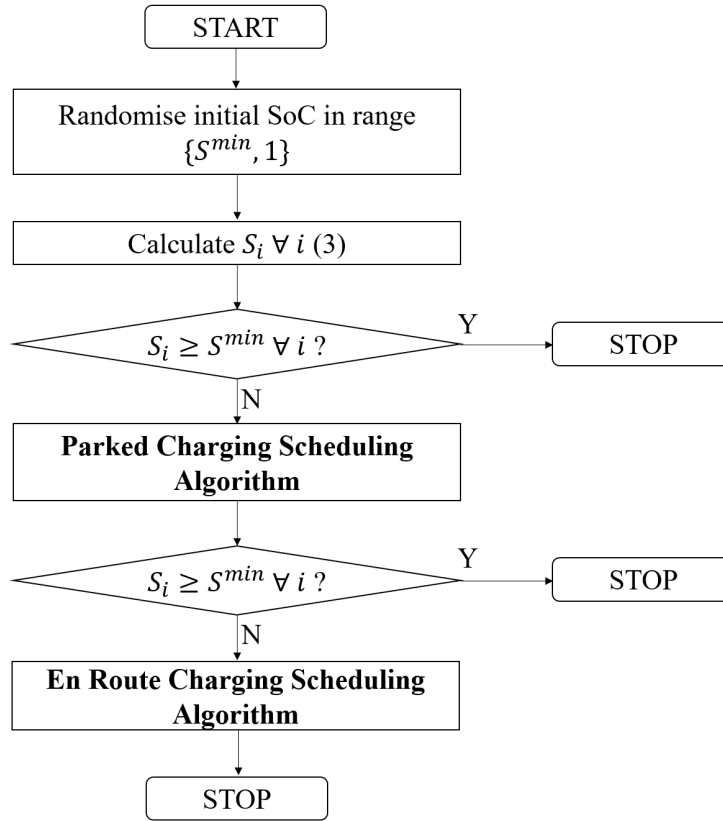 START
Randomise initial SoC in range
{S^min, 1}
Calculate S_i ∀ i (3)
S_i ≥ S^min ∀ i ?
Y
STOP
N
Parked Charging Scheduling
Algorithm
S_i ≥ S^min ∀ i ?
Y
STOP
N
En Route Charging Scheduling
Algorithm
STOP